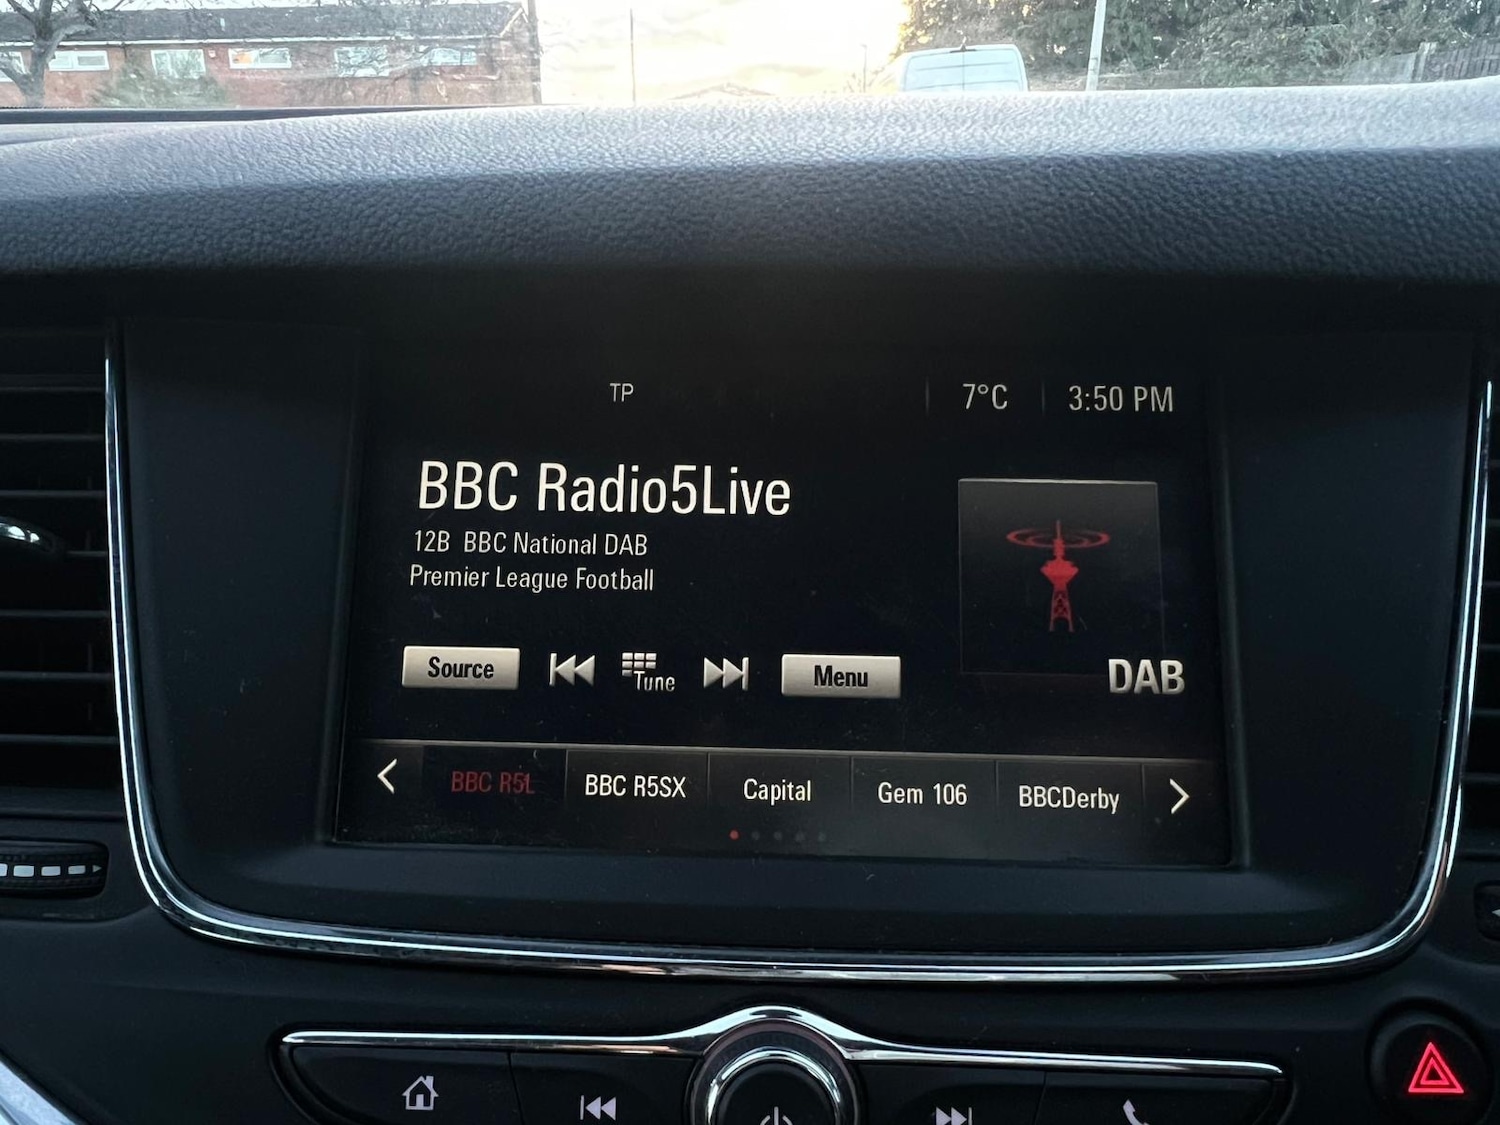 TP 7°C 3:50 PM
BBC Radio5Live
12B BBC National DAB
Premier League Football
Source Tune Menu
DAB
BBC R5L BBC R5SX Capital Gem 106 BBCDerby